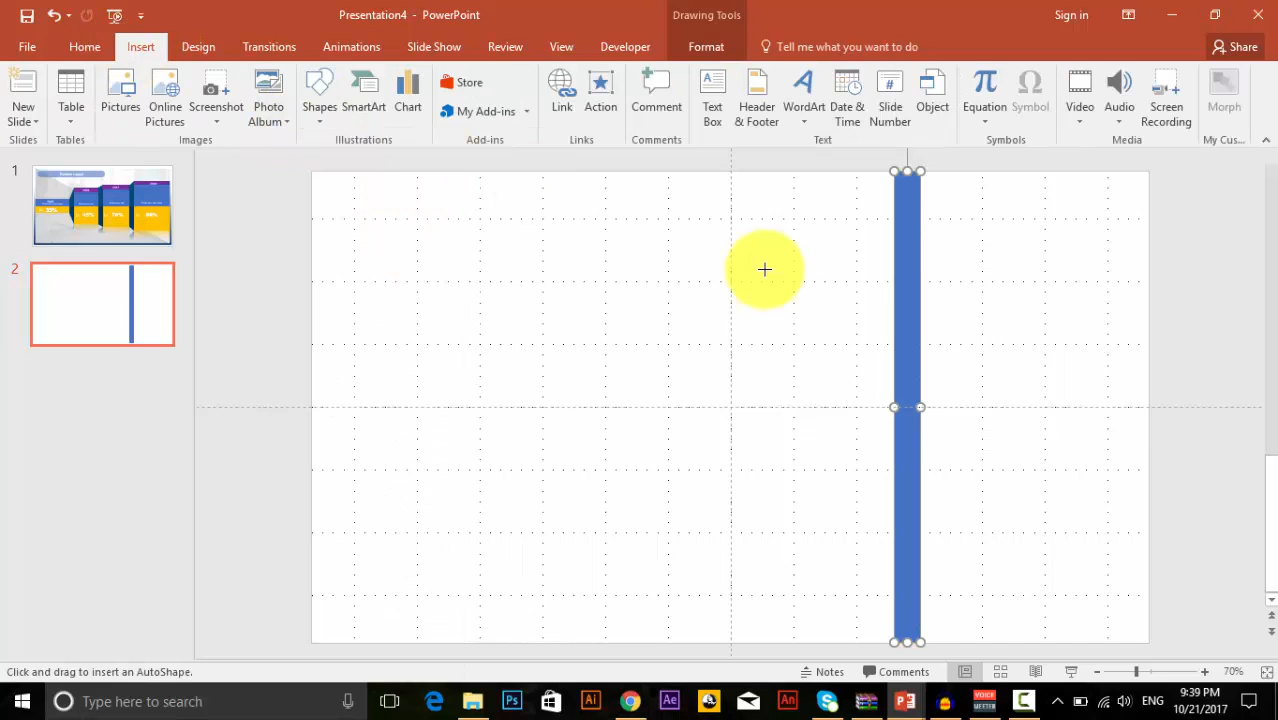 Presentation4 - PowerPoint
Drawing Tools
Sign in
File
Home
Insert
Design
Transitions
Animations
Slide Show
Review
View
Developer
Format
Tell me what you want to do
Share
New Slide
Table
Pictures
Online Pictures
Screenshot
Photo Album
Shapes
SmartArt
Chart
Store
My Add-ins
Link
Action
Comment
Text Box
Header & Footer
WordArt
Date & Time
Slide Number
Object
Equation
Symbol
Video
Audio
Screen Recording
Morph
Slides
Tables
Images
Illustrations
Add-ins
Links
Comments
Text
Symbols
Media
My Cus...
1
2
Click and drag to insert an AutoShape.
Notes
Comments
70%
Type here to search
ENG
9:39 PM
10/21/2017